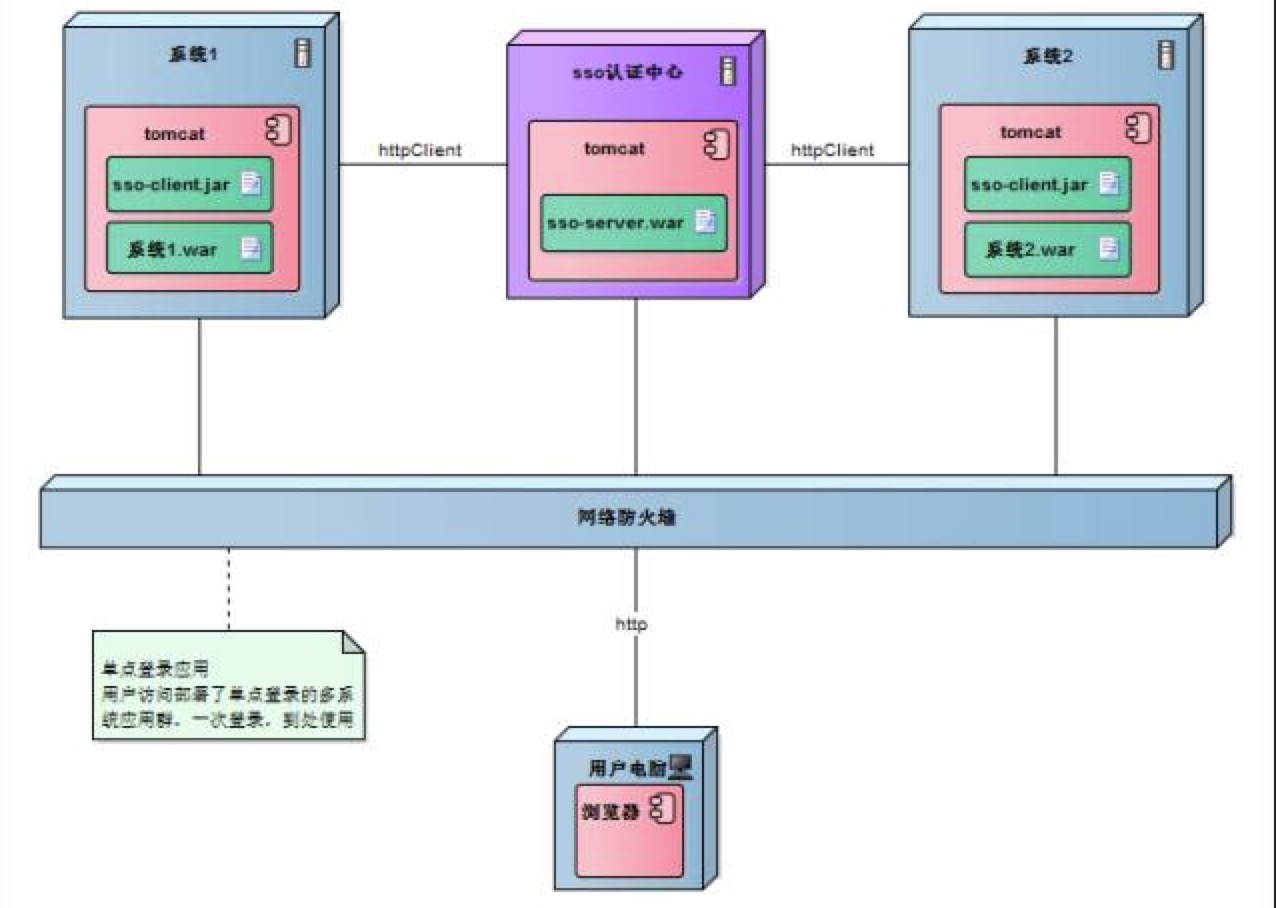 系统1
sso认证中心
系统2
tomcat
tomcat
tomcat
httpClient
httpClient
sso-client.jar
系统1.war
sso-server.war
sso-client.jar
系统2.war
网络防火墙
http
单点登录应用
用户访问部署了单点登录的多系
统应用群。一次登录。到处使用
用户电脑
浏览器